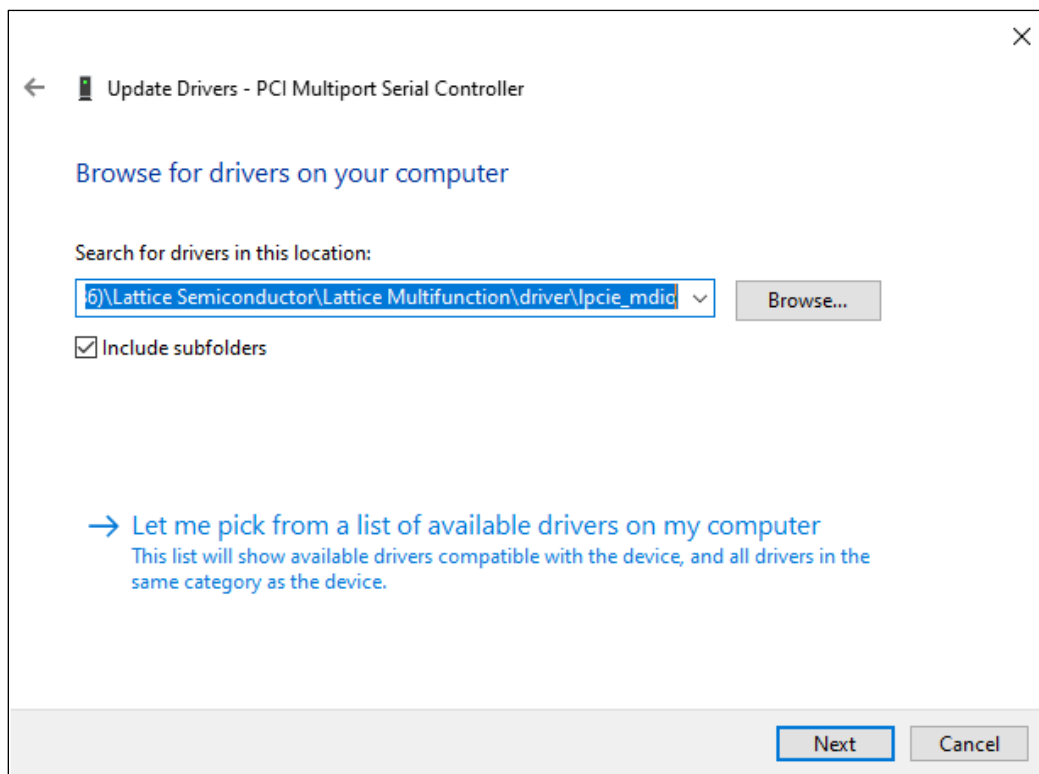 Update Drivers - PCI Multiport Serial Controller
Browse for drivers on your computer
Search for drivers in this location:
6)\Lattice Semiconductor\Lattice Multifunction\driver\lpcie_mdio
Browse...
Include subfolders
Let me pick from a list of available drivers on my computer
This list will show available drivers compatible with the device, and all drivers in the
same category as the device.
Next
Cancel